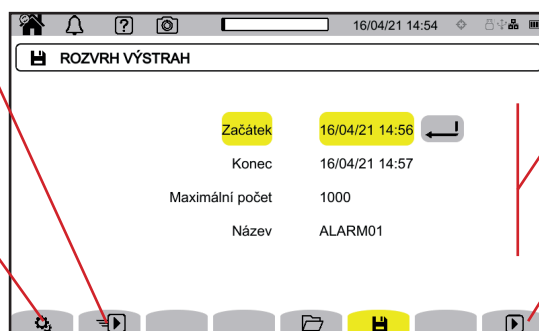 16/04/21 14:54
ROZVRH VÝSTRAH
Začátek 16/04/21 14:56
Konec 16/04/21 14:57
Maximální počet 1000
Název ALARM01